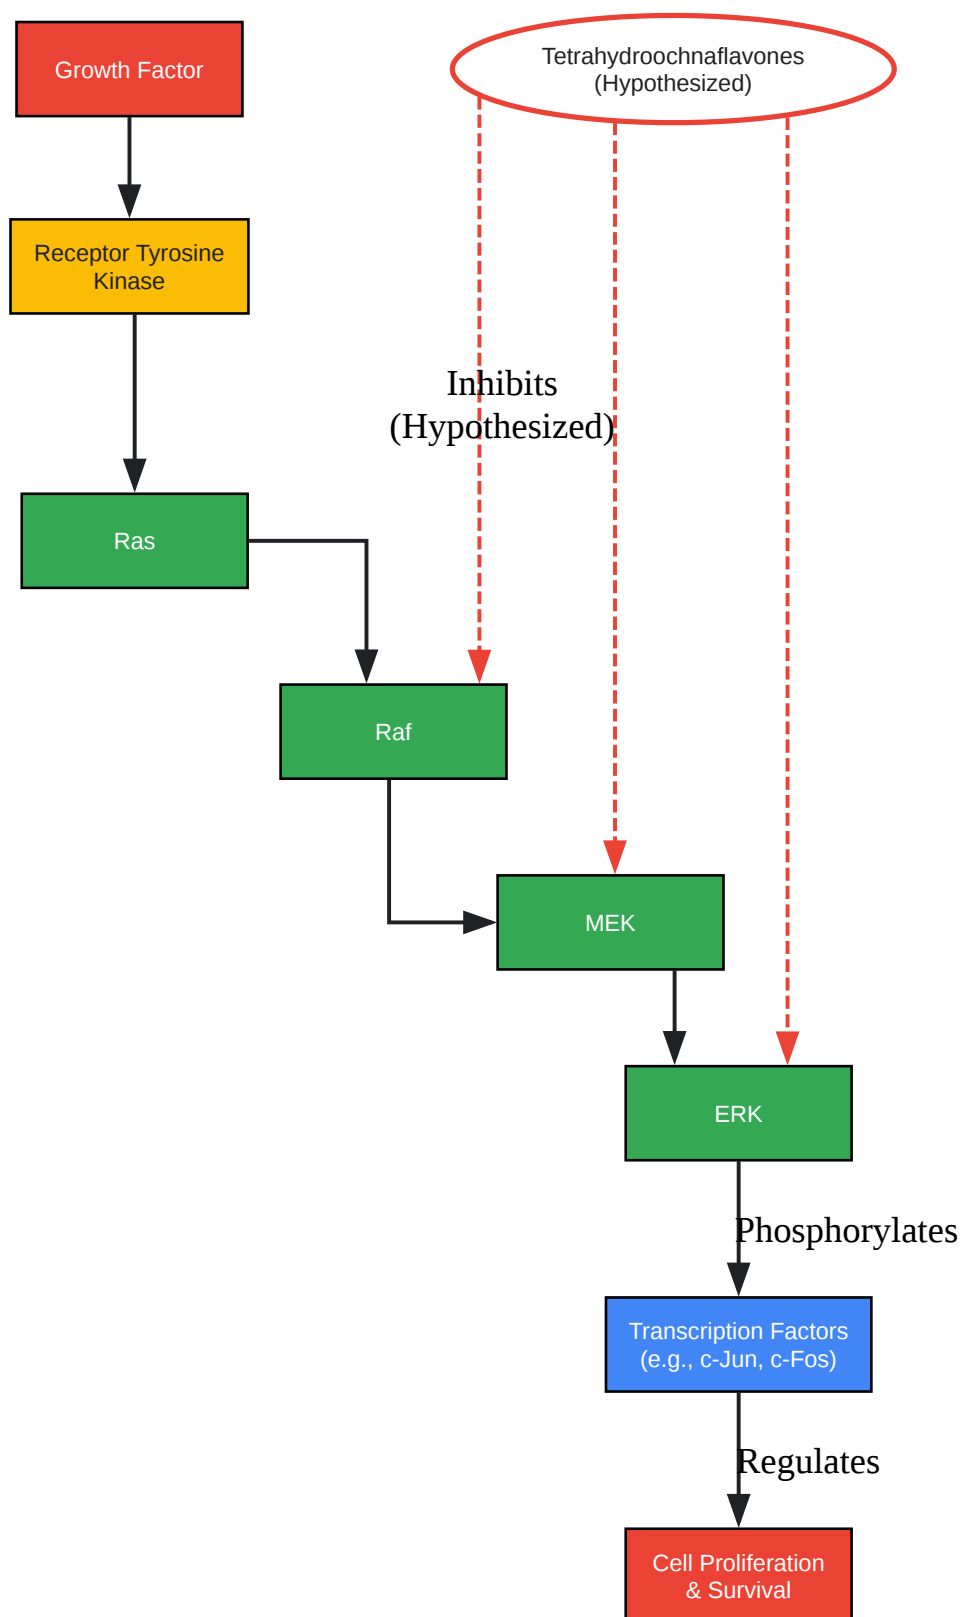 Growth Factor
Tetrahydroochnaflavones
(Hypothesized)
Receptor Tyrosine
Kinase
Inhibits
(Hypothesized)
Ras
Raf
MEK
ERK
Phosphorylates
Transcription Factors
(e.g., c-Jun, c-Fos)
Regulates
Cell Proliferation
& Survival